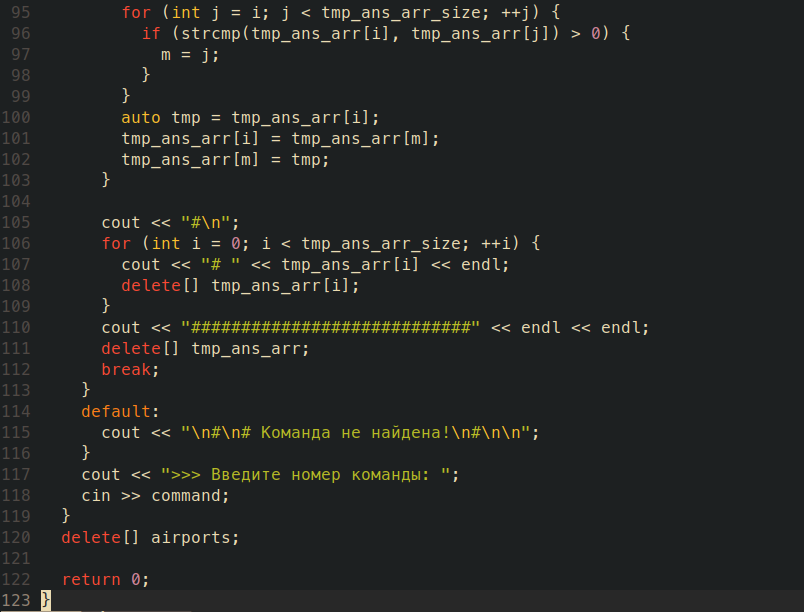 95 for (int j = i; j < tmp_ans_arr_size; ++j) {
96 if (strcmp(tmp_ans_arr[i], tmp_ans_arr[j]) > 0) {
97 m = j;
98 }
99 }
100 auto tmp = tmp_ans_arr[i];
101 tmp_ans_arr[i] = tmp_ans_arr[m];
102 tmp_ans_arr[m] = tmp;
103 }
104
105 cout << "#\n";
106 for (int i = 0; i < tmp_ans_arr_size; ++i) {
107 cout << "# " << tmp_ans_arr[i] << endl;
108 delete[] tmp_ans_arr[i];
109 }
110 cout << "############################" << endl << endl;
111 delete[] tmp_ans_arr;
112 break;
113 }
114 default:
115 cout << "\n#\n# Команда не найдена!\n#\n\n";
116 }
117 cout << ">>> Введите номер команды: ";
118 cin >> command;
119 }
120 delete[] airports;
121
122 return 0;
123 }